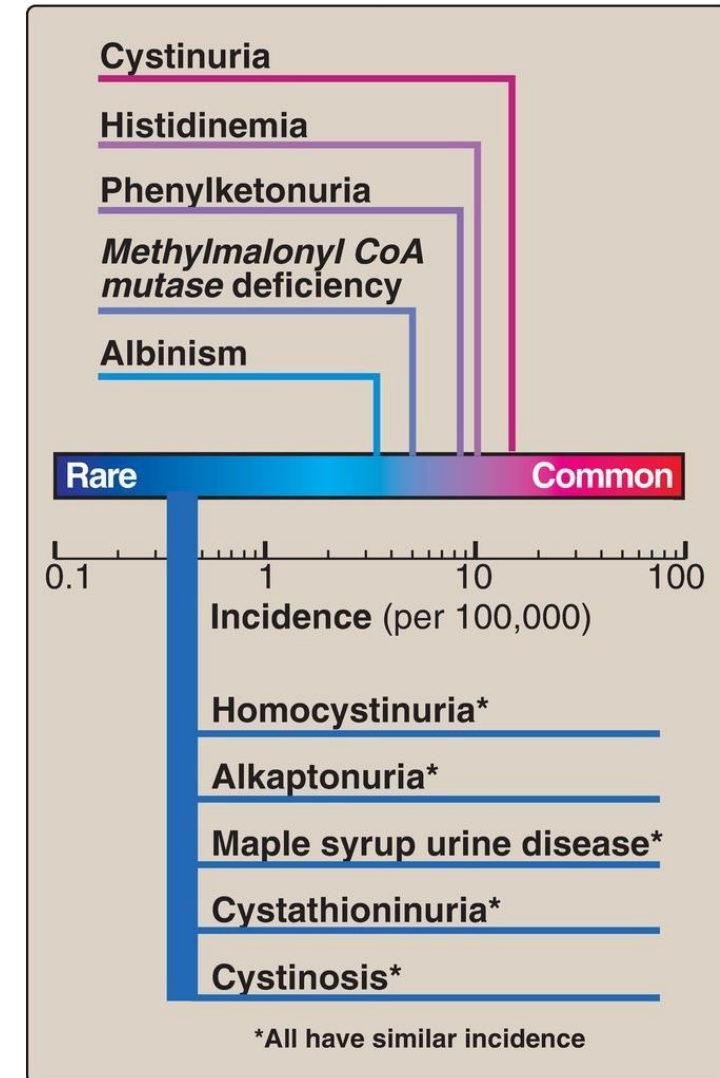 Cystinuria
Histidinemia
Phenylketonuria
Methylmalonyl CoA
mutase deficiency
Albinism
Rare Common
0.1 1 10 100
Incidence (per 100,000)
Homocystinuria*
Alkaptonuria*
Maple syrup urine disease*
Cystathioninuria*
Cystinosis*
*All have similar incidence